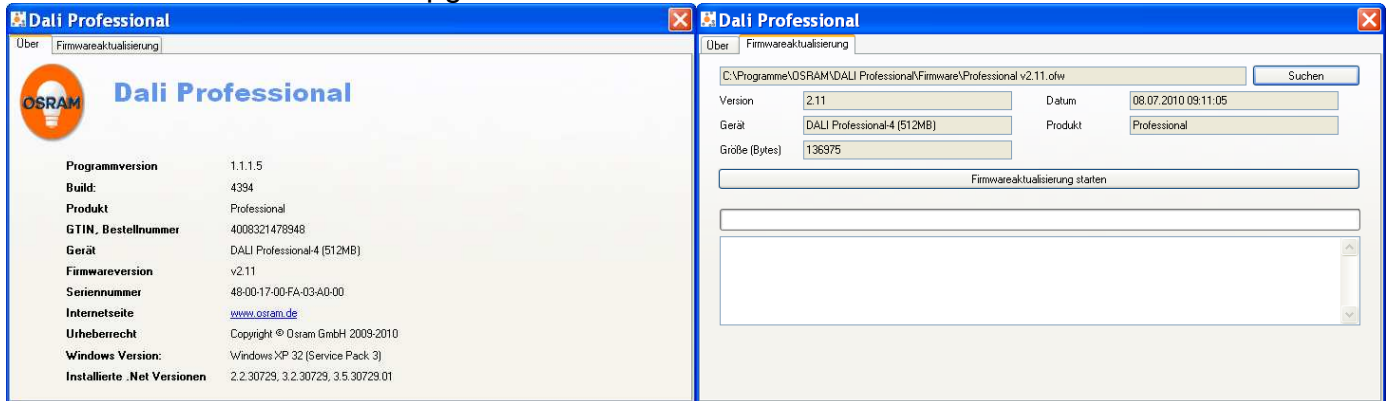 Dali Professional
Über Firmwareaktualisierung
OSRAM
Dali Professional
Programmversion 1.1.1.5
Build: 4394
Produkt Professional
GTIN, Bestellnummer 4008321478948
Gerät DALI Professional-4 (512MB)
Firmwareversion v2.11
Seriennummer 48-00-17-00-FA-03-A0-00
Internetseite www.osram.de
Urheberrecht Copyright © Osram GmbH 2009-2010
Windows Version: Windows XP 32 (Service Pack 3)
Installierte .Net Versionen 2.2.30729, 3.2.30729, 3.5.30729.01
Dali Professional
Über Firmwareaktualisierung
C:\Programme\OSRAM\DALI Professional\Firmware\Professional v2.11.ofw Suchen
Version 2.11 Datum 08.07.2010 09:11:05
Gerät DALI Professional-4 (512MB) Produkt Professional
Größe (Bytes) 136975
Firmwareaktualisierung starten